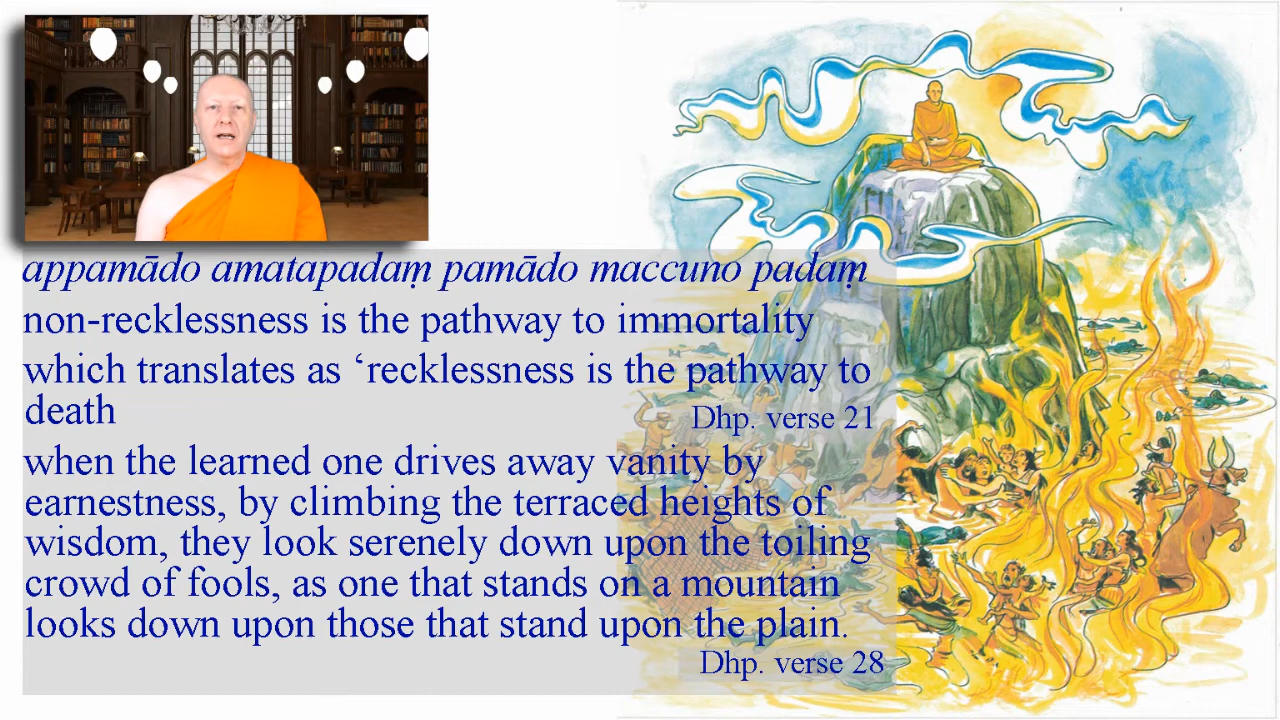 appamādo amatapadaṃ pamādo maccuno padaṃ
non-recklessness is the pathway to immortality
which translates as ‘recklessness is the pathway to
death
Dhp. verse 21
when the learned one drives away vanity by
earnestness, by climbing the terraced heights of
wisdom, they look serenely down upon the toiling
crowd of fools, as one that stands on a mountain
looks down upon those that stand upon the plain.
Dhp. verse 28